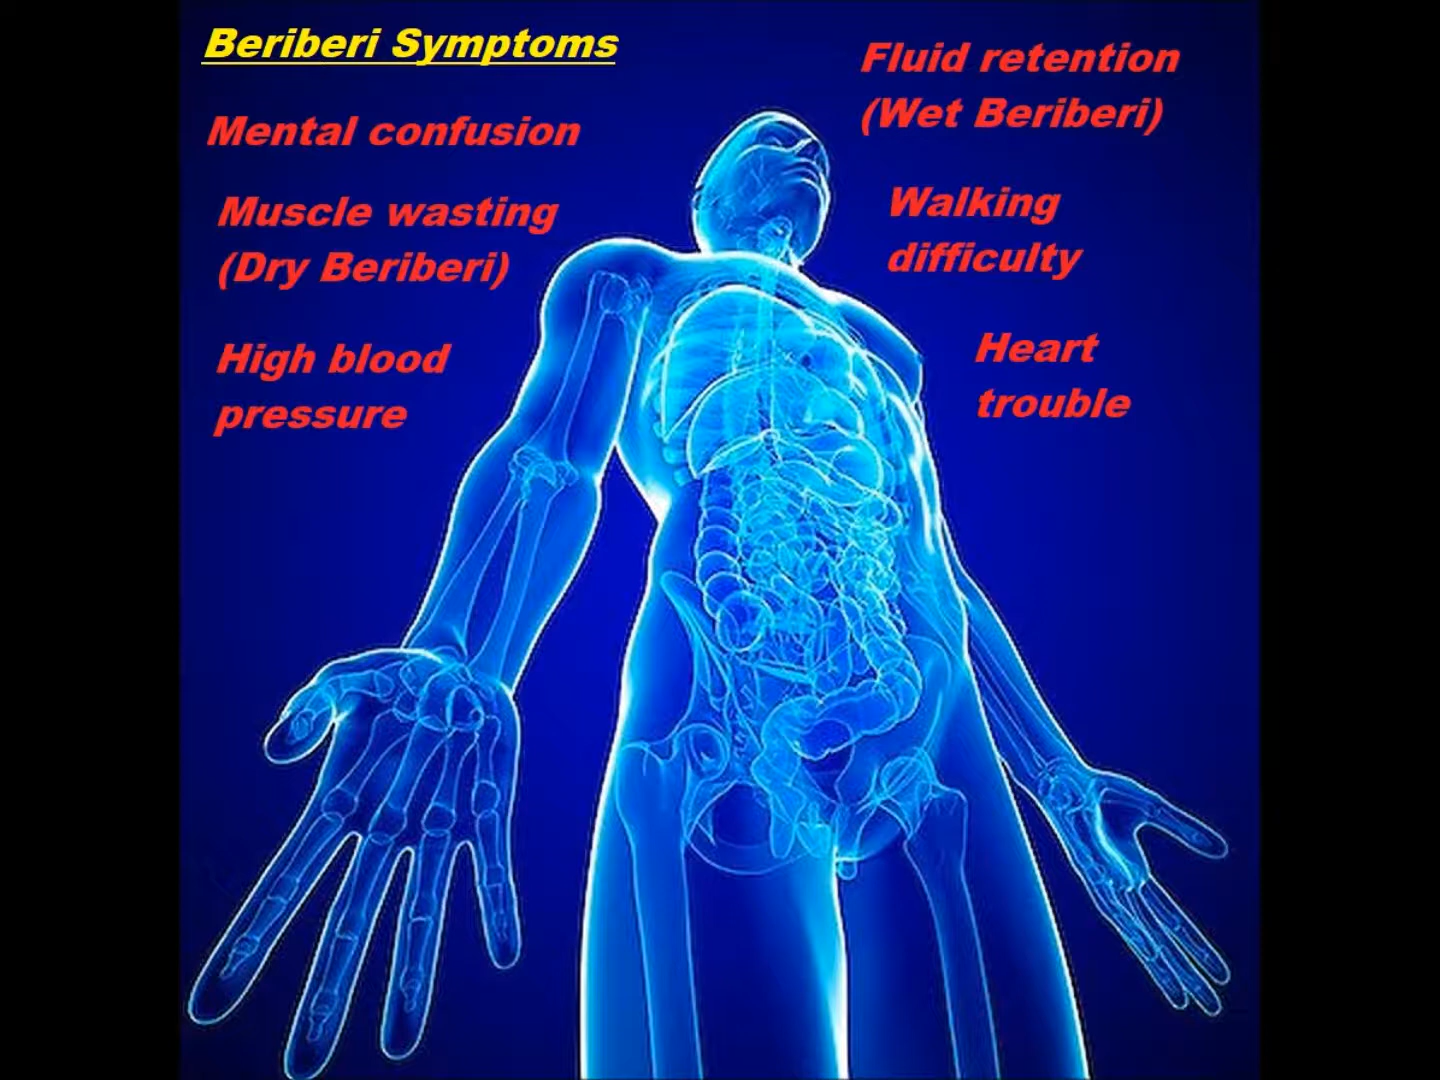 Beriberi Symptoms
Mental confusion
Muscle wasting
(Dry Beriberi)
High blood
pressure
Fluid retention
(Wet Beriberi)
Walking
difficulty
Heart
trouble